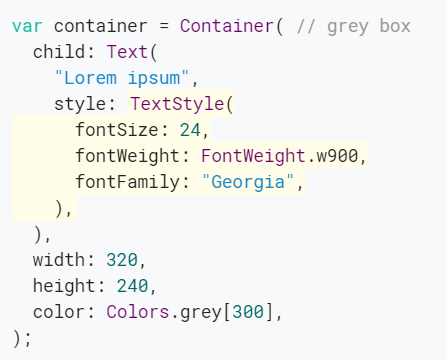 var container = Container( // grey box
  child: Text(
    "Lorem ipsum",
    style: TextStyle(
      fontSize: 24,
      fontWeight: FontWeight.w900,
      fontFamily: "Georgia",
    ),
  ),
  width: 320,
  height: 240,
  color: Colors.grey[300],
);